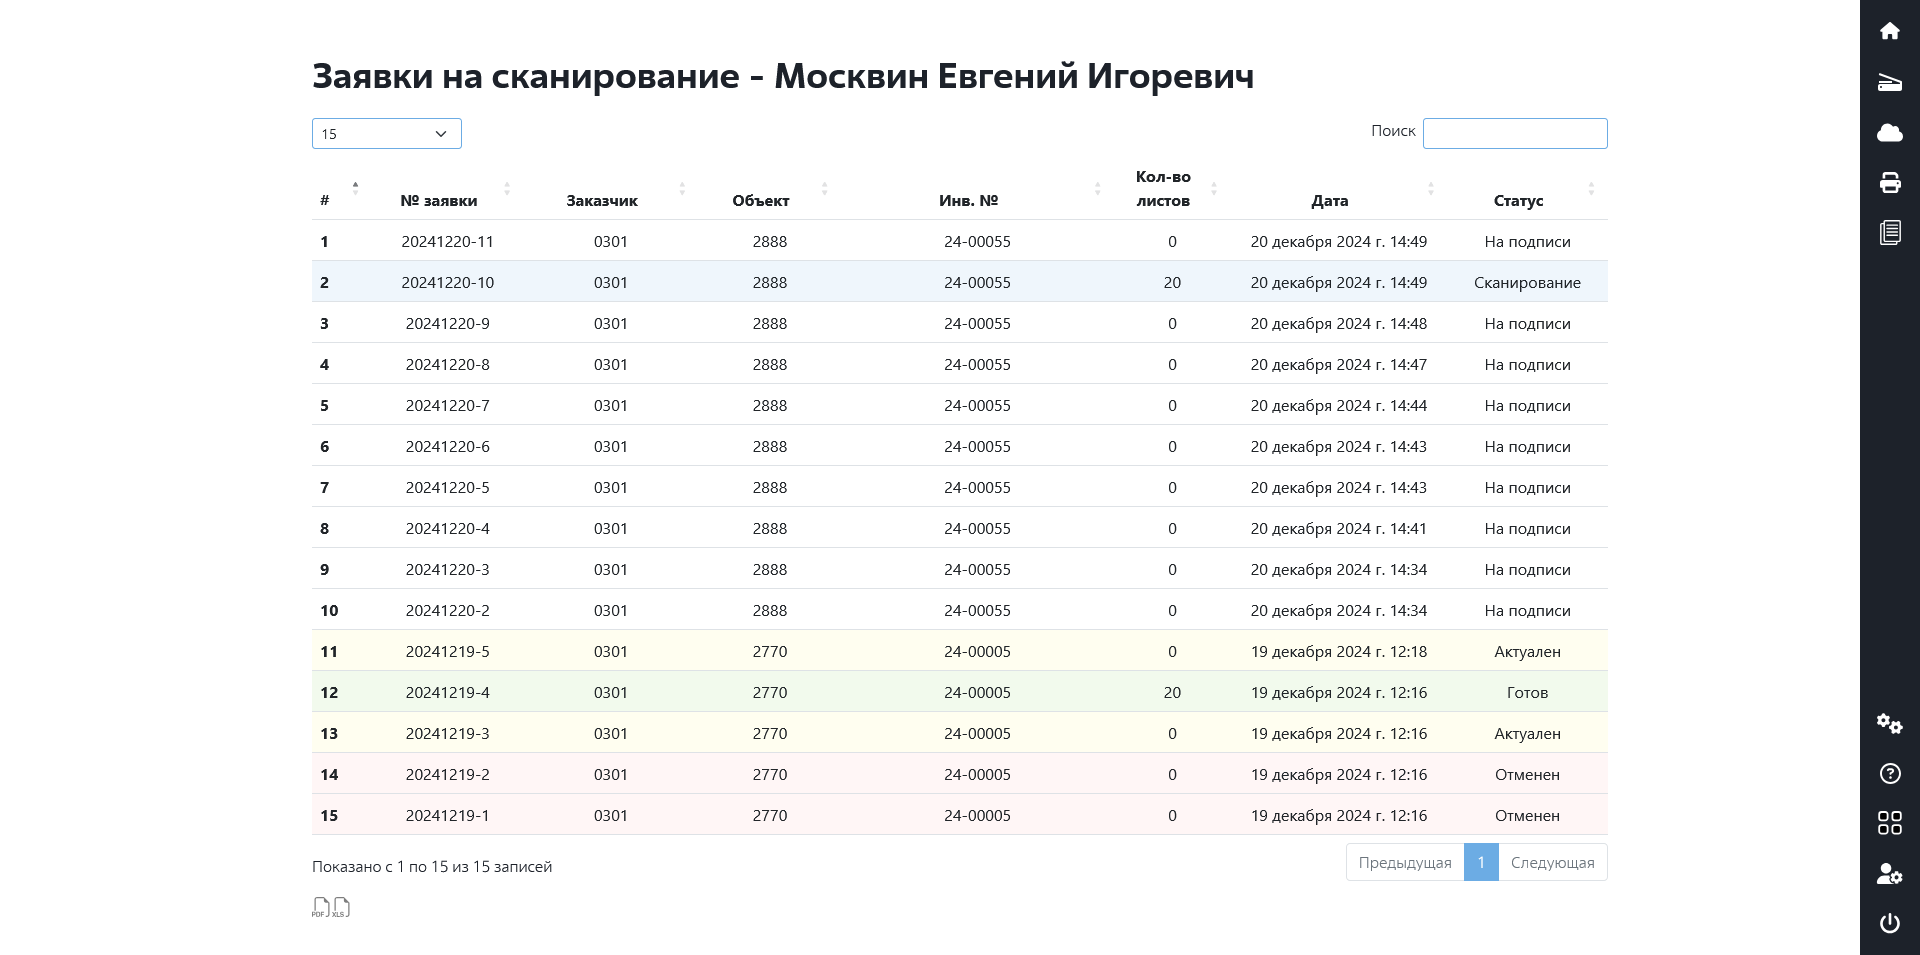 Заявки на сканирование - Москвин Евгений Игоревич
15
Поиск
# № заявки Заказчик Объект Инв. № Кол-во листов Дата Статус
1 20241220-11 0301 2888 24-00055 0 20 декабря 2024 г. 14:49 На подписи
2 20241220-10 0301 2888 24-00055 20 20 декабря 2024 г. 14:49 Сканирование
3 20241220-9 0301 2888 24-00055 0 20 декабря 2024 г. 14:48 На подписи
4 20241220-8 0301 2888 24-00055 0 20 декабря 2024 г. 14:47 На подписи
5 20241220-7 0301 2888 24-00055 0 20 декабря 2024 г. 14:44 На подписи
6 20241220-6 0301 2888 24-00055 0 20 декабря 2024 г. 14:43 На подписи
7 20241220-5 0301 2888 24-00055 0 20 декабря 2024 г. 14:43 На подписи
8 20241220-4 0301 2888 24-00055 0 20 декабря 2024 г. 14:41 На подписи
9 20241220-3 0301 2888 24-00055 0 20 декабря 2024 г. 14:34 На подписи
10 20241220-2 0301 2888 24-00055 0 20 декабря 2024 г. 14:34 На подписи
11 20241219-5 0301 2770 24-00005 0 19 декабря 2024 г. 12:18 Актуален
12 20241219-4 0301 2770 24-00005 20 19 декабря 2024 г. 12:16 Готов
13 20241219-3 0301 2770 24-00005 0 19 декабря 2024 г. 12:16 Актуален
14 20241219-2 0301 2770 24-00005 0 19 декабря 2024 г. 12:16 Отменен
15 20241219-1 0301 2770 24-00005 0 19 декабря 2024 г. 12:16 Отменен
Показано с 1 по 15 из 15 записей
Предыдущая 1 Следующая
PDF XLS